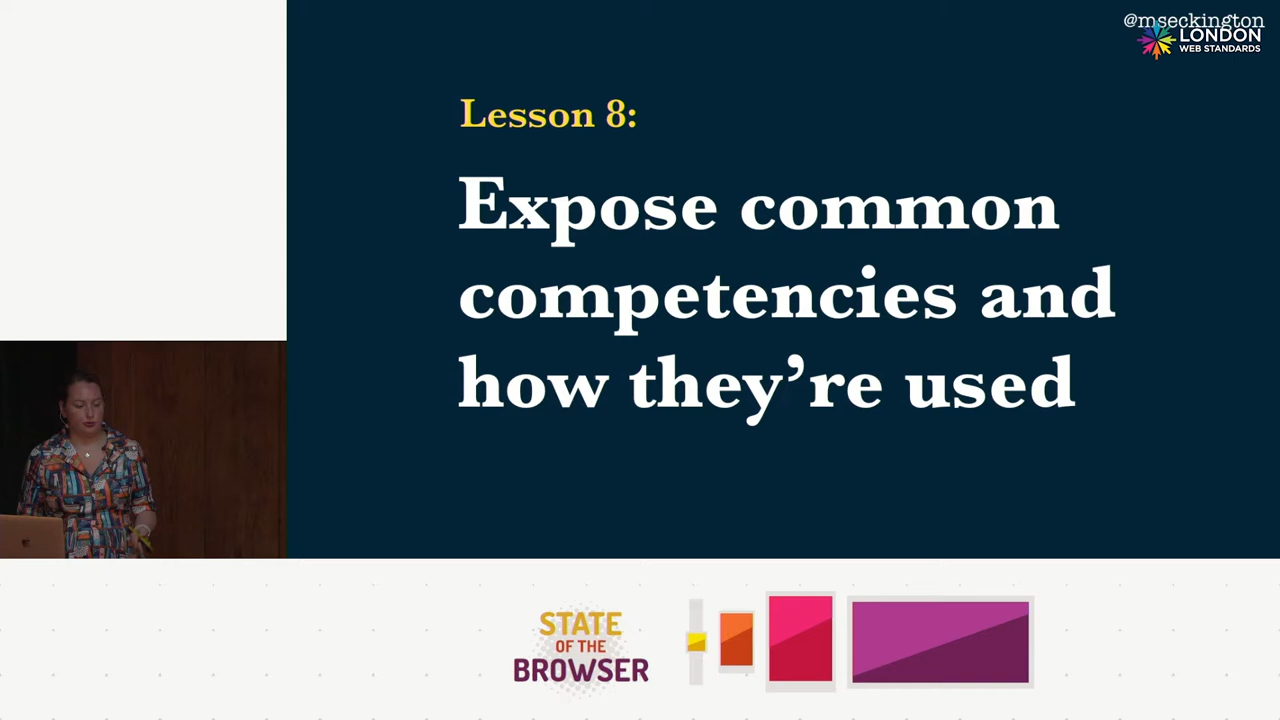 @mseckington
LONDON
WEB STANDARDS
Lesson 8:
Expose common
competencies and
how they’re used
STATE
OF THE
BROWSER